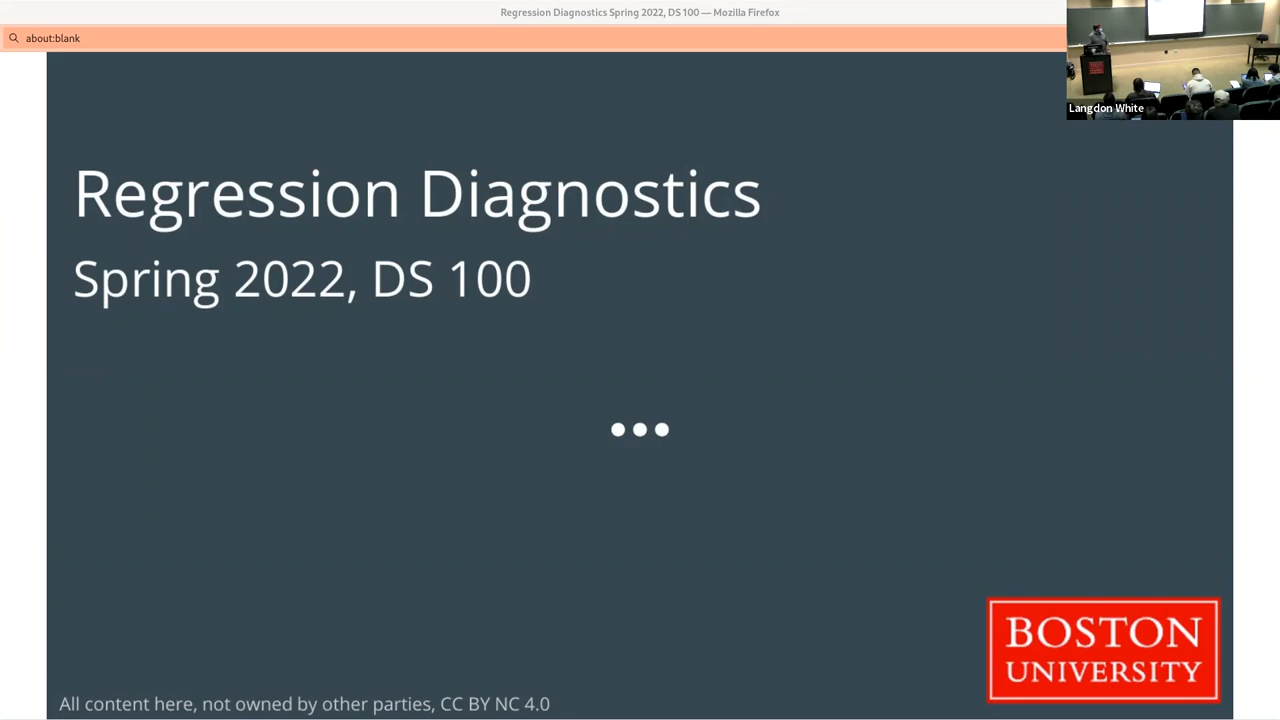 Regression Diagnostics Spring 2022, DS 100 — Mozilla Firefox
about:blank
Langdon White
Regression Diagnostics
Spring 2022, DS 100
All content here, not owned by other parties, CC BY NC 4.0
BOSTON
UNIVERSITY